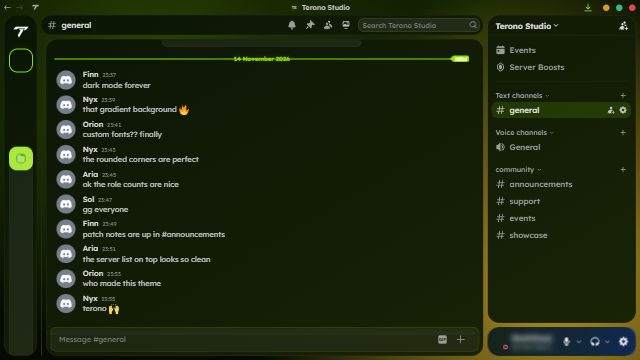 Terono Studio
# general
Search Terono Studio
Terono Studio
14 November 2026
NEW
Finn 23:37
dark mode forever
Nyx 23:39
that gradient background 🔥
Orion 23:41
custom fonts?? finally
Nyx 23:43
the rounded corners are perfect
Aria 23:45
ok the role counts are nice
Sol 23:47
gg everyone
Finn 23:49
patch notes are up in #announcements
Aria 23:51
the server list on top looks so clean
Orion 23:53
who made this theme
Nyx 23:55
terono 🙌
Message #general
GIF
Events
Server Boosts
Text channels
# general
Voice channels
General
community
# announcements
# support
# events
# showcase